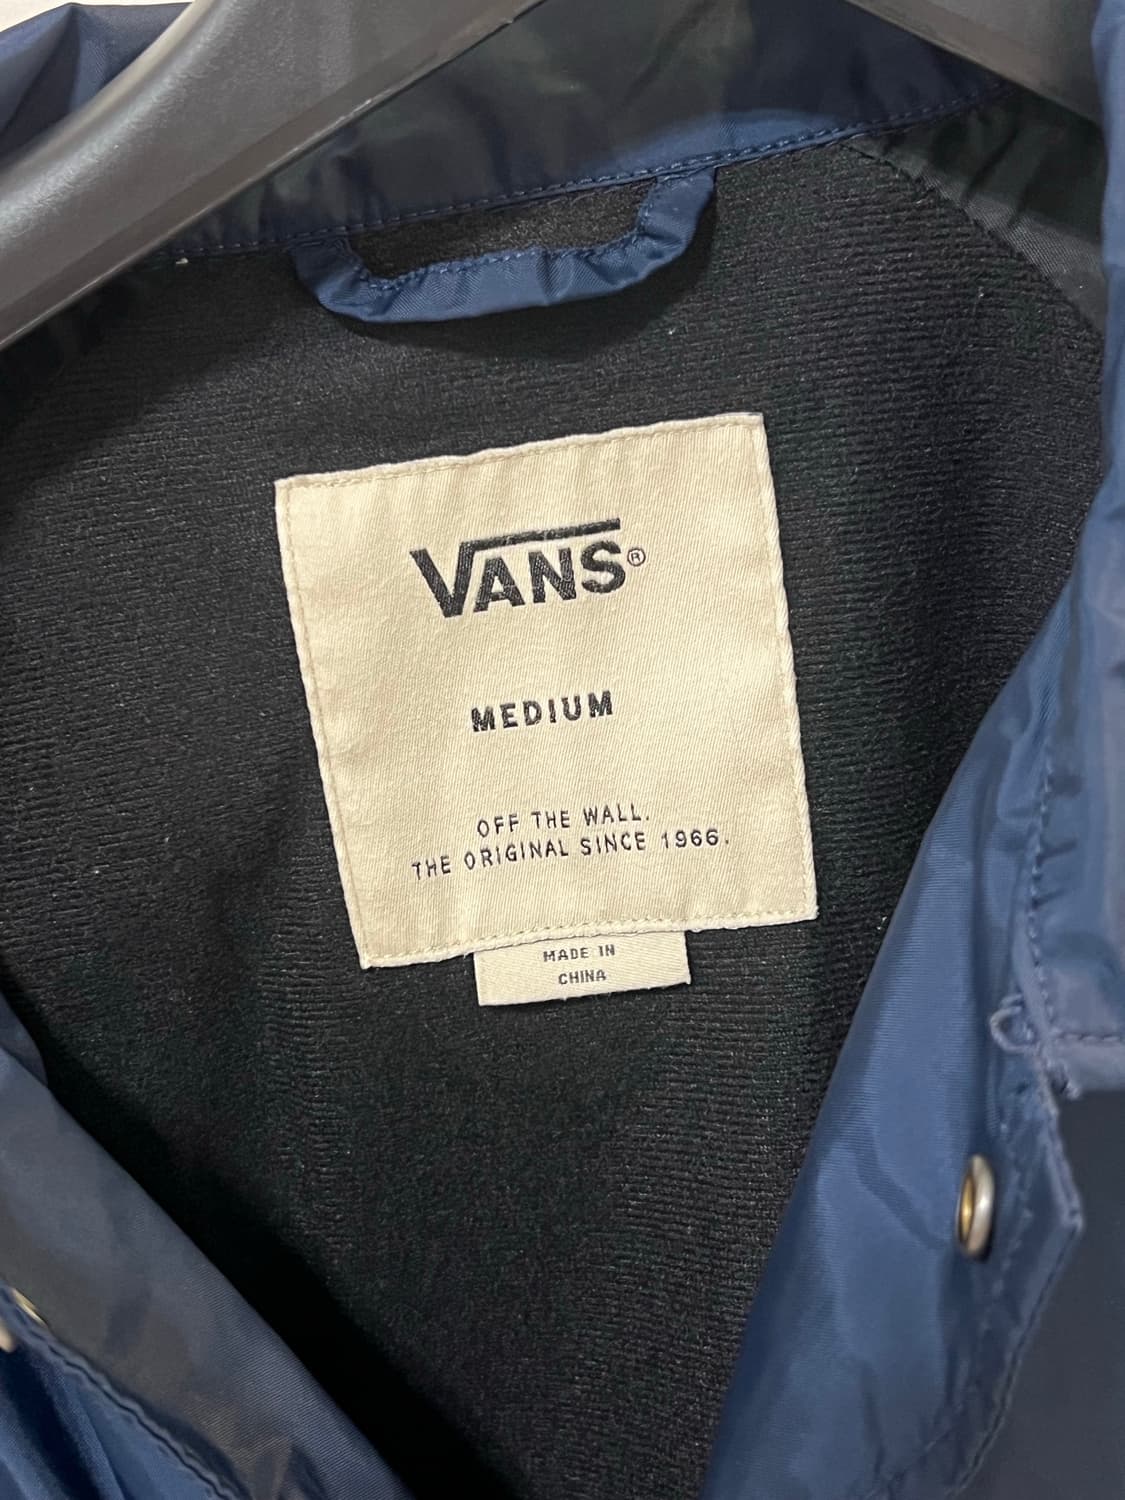 VANS®
MEDIUM
OFF THE WALL.
THE ORIGINAL SINCE 1966.
MADE IN
CHINA